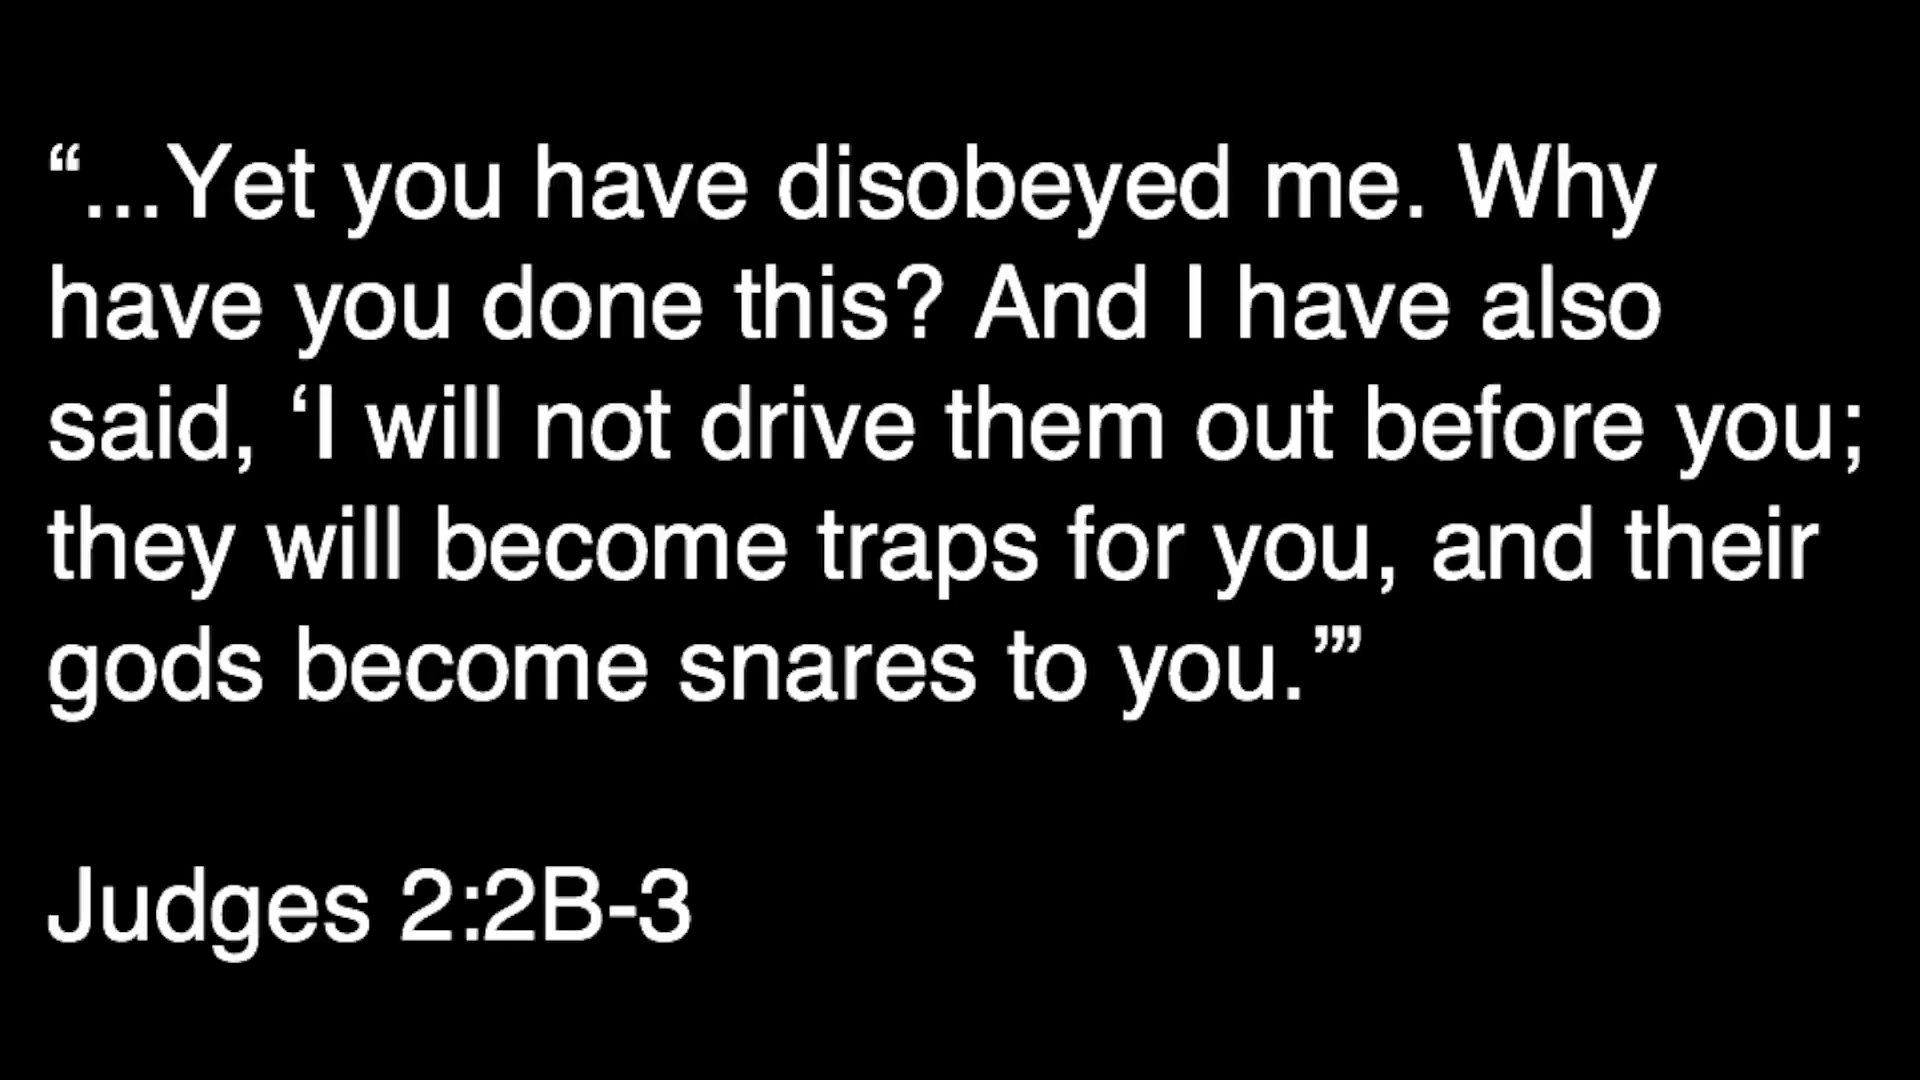 “...Yet you have disobeyed me. Why
have you done this? And I have also
said, ‘I will not drive them out before you;
they will become traps for you, and their
gods become snares to you.’”
Judges 2:2B-3